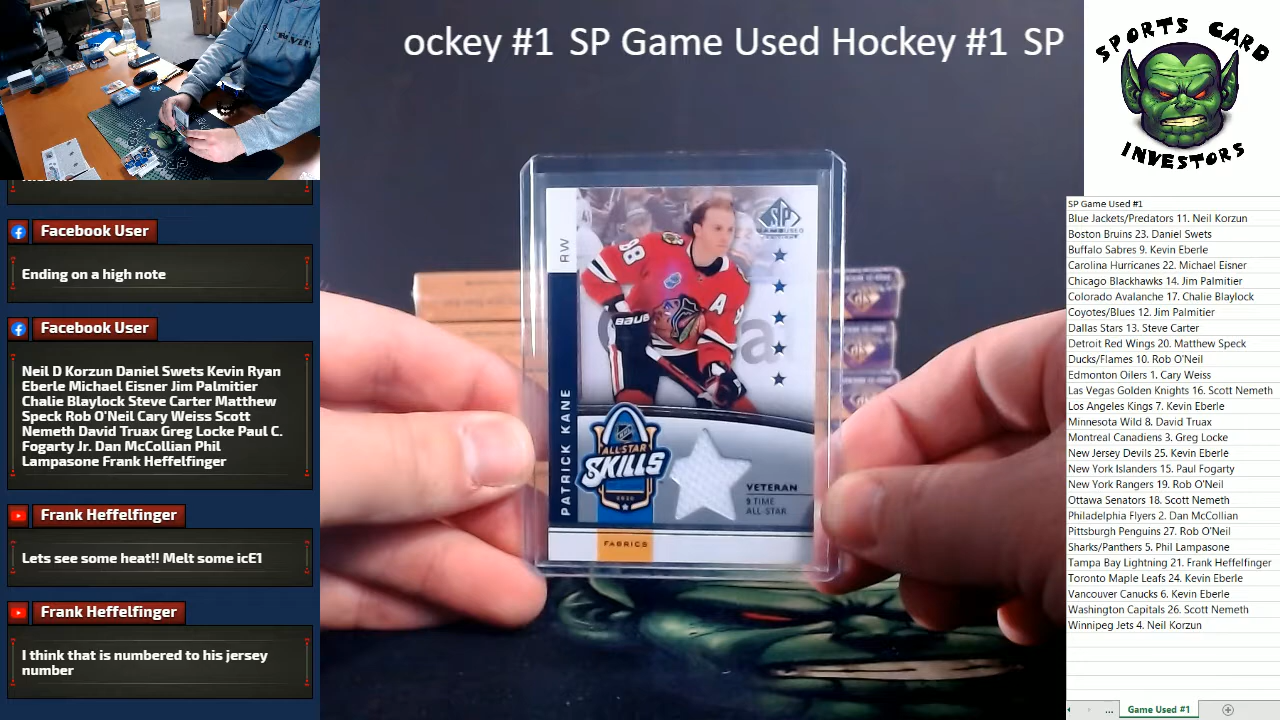 ockey #1 SP Game Used Hockey #1 SP
SPORTS CARD
INVESTORS
Facebook User
Ending on a high note
Facebook User
Neil D Korzun Daniel Swets Kevin Ryan
Eberle Michael Eisner Jim Palmitier
Chalie Blaylock Steve Carter Matthew
Speck Rob O'Neil Cary Weiss Scott
Nemeth David Truax Greg Locke Paul C.
Fogarty Jr. Dan McCollian Phil
Lampasone Frank Heffelfinger
Frank Heffelfinger
Lets see some heat!! Melt some icE1
Frank Heffelfinger
I think that is numbered to his jersey
number
RW
PATRICK KANE
SP
GAME USED
88
A
BAUER
NHL
ALL STAR
SKILLS
2020
VETERAN
9 TIME
ALL-STAR
FABRICS
SP Game Used #1
Blue Jackets/Predators 11. Neil Korzun
Boston Bruins 23. Daniel Swets
Buffalo Sabres 9. Kevin Eberle
Carolina Hurricanes 22. Michael Eisner
Chicago Blackhawks 14. Jim Palmitier
Colorado Avalanche 17. Chalie Blaylock
Coyotes/Blues 12. Jim Palmitier
Dallas Stars 13. Steve Carter
Detroit Red Wings 20. Matthew Speck
Ducks/Flames 10. Rob O'Neil
Edmonton Oilers 1. Cary Weiss
Las Vegas Golden Knights 16. Scott Nemeth
Los Angeles Kings 7. Kevin Eberle
Minnesota Wild 8. David Truax
Montreal Canadiens 3. Greg Locke
New Jersey Devils 25. Kevin Eberle
New York Islanders 15. Paul Fogarty
New York Rangers 19. Rob O'Neil
Ottawa Senators 18. Scott Nemeth
Philadelphia Flyers 2. Dan McCollian
Pittsburgh Penguins 27. Rob O'Neil
Sharks/Panthers 5. Phil Lampasone
Tampa Bay Lightning 21. Frank Heffelfinger
Toronto Maple Leafs 24. Kevin Eberle
Vancouver Canucks 6. Kevin Eberle
Washington Capitals 26. Scott Nemeth
Winnipeg Jets 4. Neil Korzun
... Game Used #1